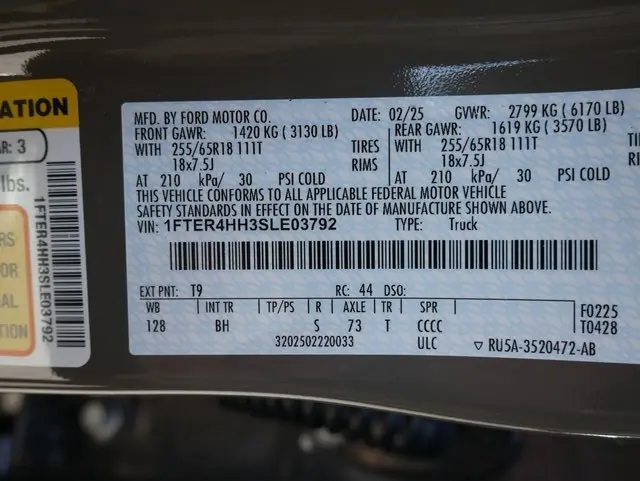 ATION
AR: 3
lbs.
RS
FOR
AL
TION
1FTER4HH3SLE03792
MFD. BY FORD MOTOR CO.
DATE: 02/25 GVWR: 2799 KG ( 6170 LB)
FRONT GAWR: 1420 KG ( 3130 LB) REAR GAWR: 1619 KG ( 3570 LB)
WITH 255/65R18 111T TIRES WITH 255/65R18 111T TIRES
18x7.5J RIMS 18x7.5J RIMS
AT 210 kPa/ 30 PSI COLD AT 210 kPa/ 30 PSI COLD
THIS VEHICLE CONFORMS TO ALL APPLICABLE FEDERAL MOTOR VEHICLE
SAFETY STANDARDS IN EFFECT ON THE DATE OF MANUFACTURE SHOWN ABOVE.
VIN: 1FTER4HH3SLE03792 TYPE: Truck
EXT PNT: T9 RC: 44 DSO:
WB INT TR TP/PS R AXLE TR SPR F0225
128 BH S 73 T CCCC T0428
3202502220033 ULC ▽ RU5A-3520472-AB